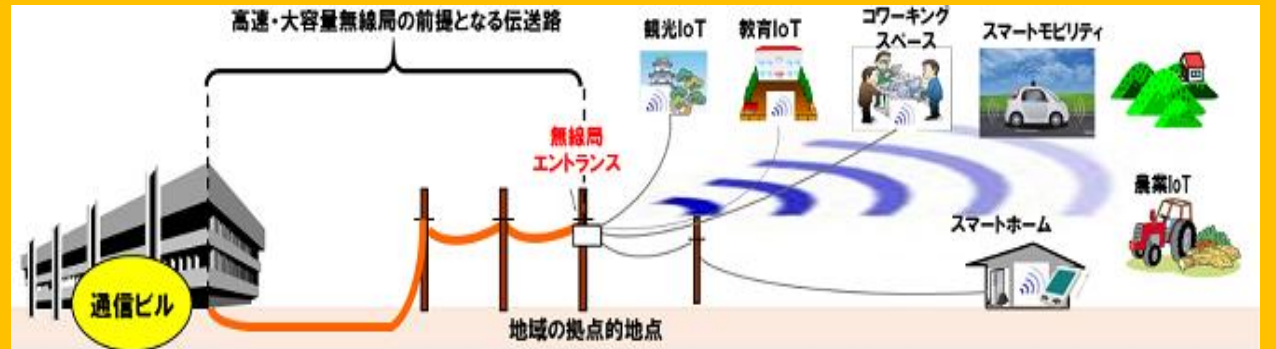 高速・大容量無線局の前提となる伝送路
観光IoT
教育IoT
コワーキング
スペース
スマートモビリティ
無線局
エントランス
農業IoT
スマートホーム
通信ビル
地域の拠点的地点